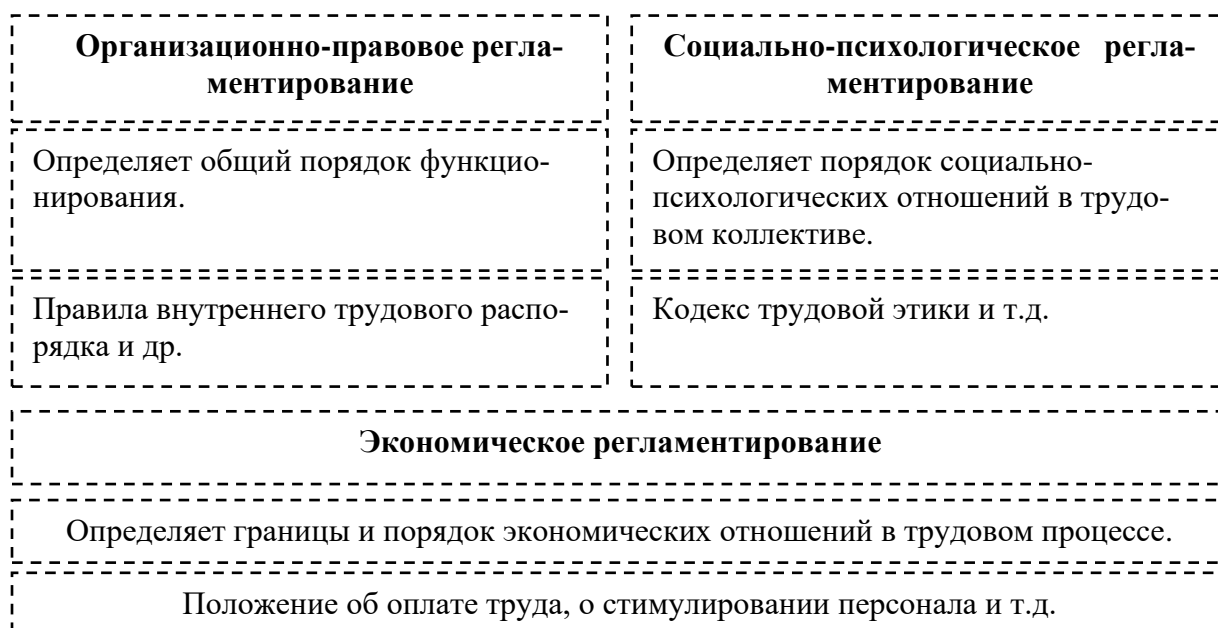 Организационно-правовое регла-
ментирование
Определяет общий порядок функцио-
нирования.
Правила внутреннего трудового распо-
рядка и др.
Социально-психологическое регла-
ментирование
Определяет порядок социально-
психологических отношений в трудо-
вом коллективе.
Кодекс трудовой этики и т.д.
Экономическое регламентирование
Определяет границы и порядок экономических отношений в трудовом процессе.
Положение об оплате труда, о стимулировании персонала и т.д.